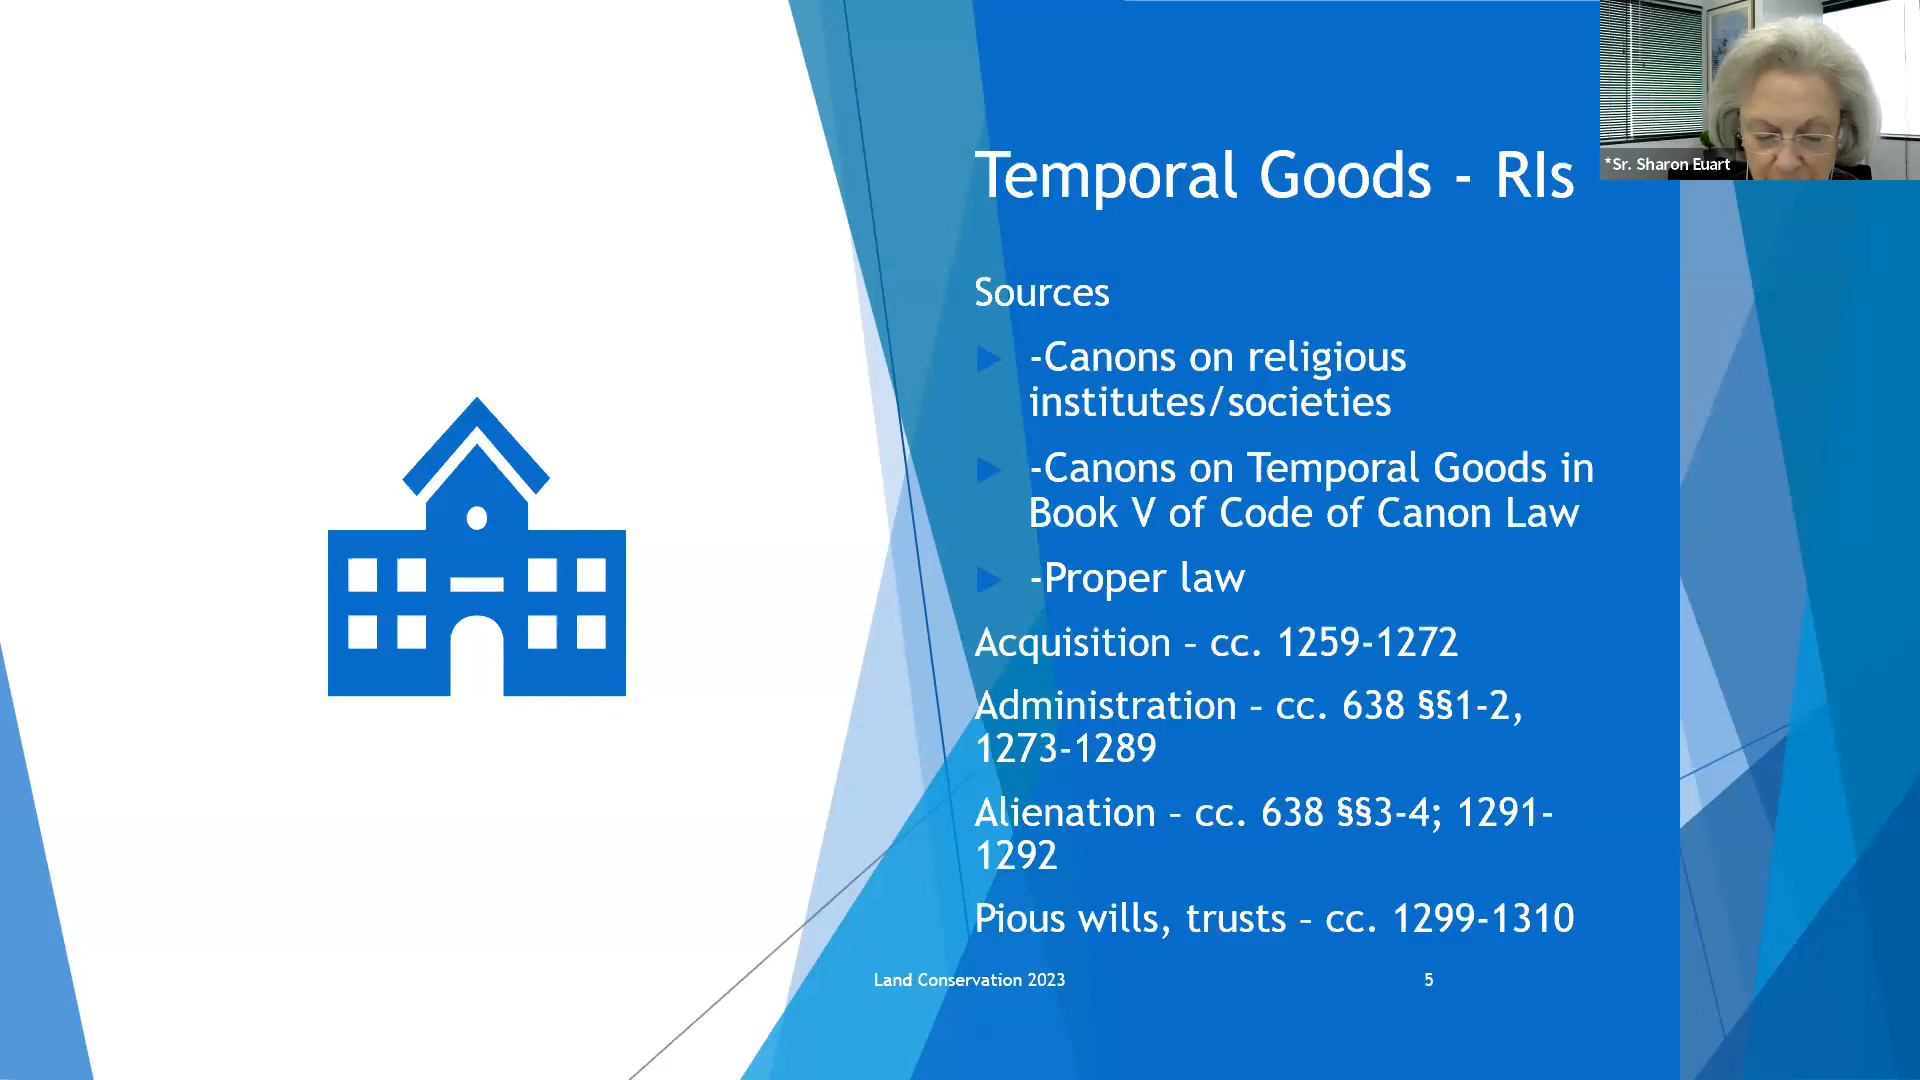 Temporal Goods - RIs
*Sr. Sharon Euart
Sources
-Canons on religious
institutes/societies
-Canons on Temporal Goods in
Book V of Code of Canon Law
-Proper law
Acquisition – cc. 1259-1272
Administration – cc. 638 §§1-2,
1273-1289
Alienation – cc. 638 §§3-4; 1291-
1292
Pious wills, trusts – cc. 1299-1310
Land Conservation 2023
5